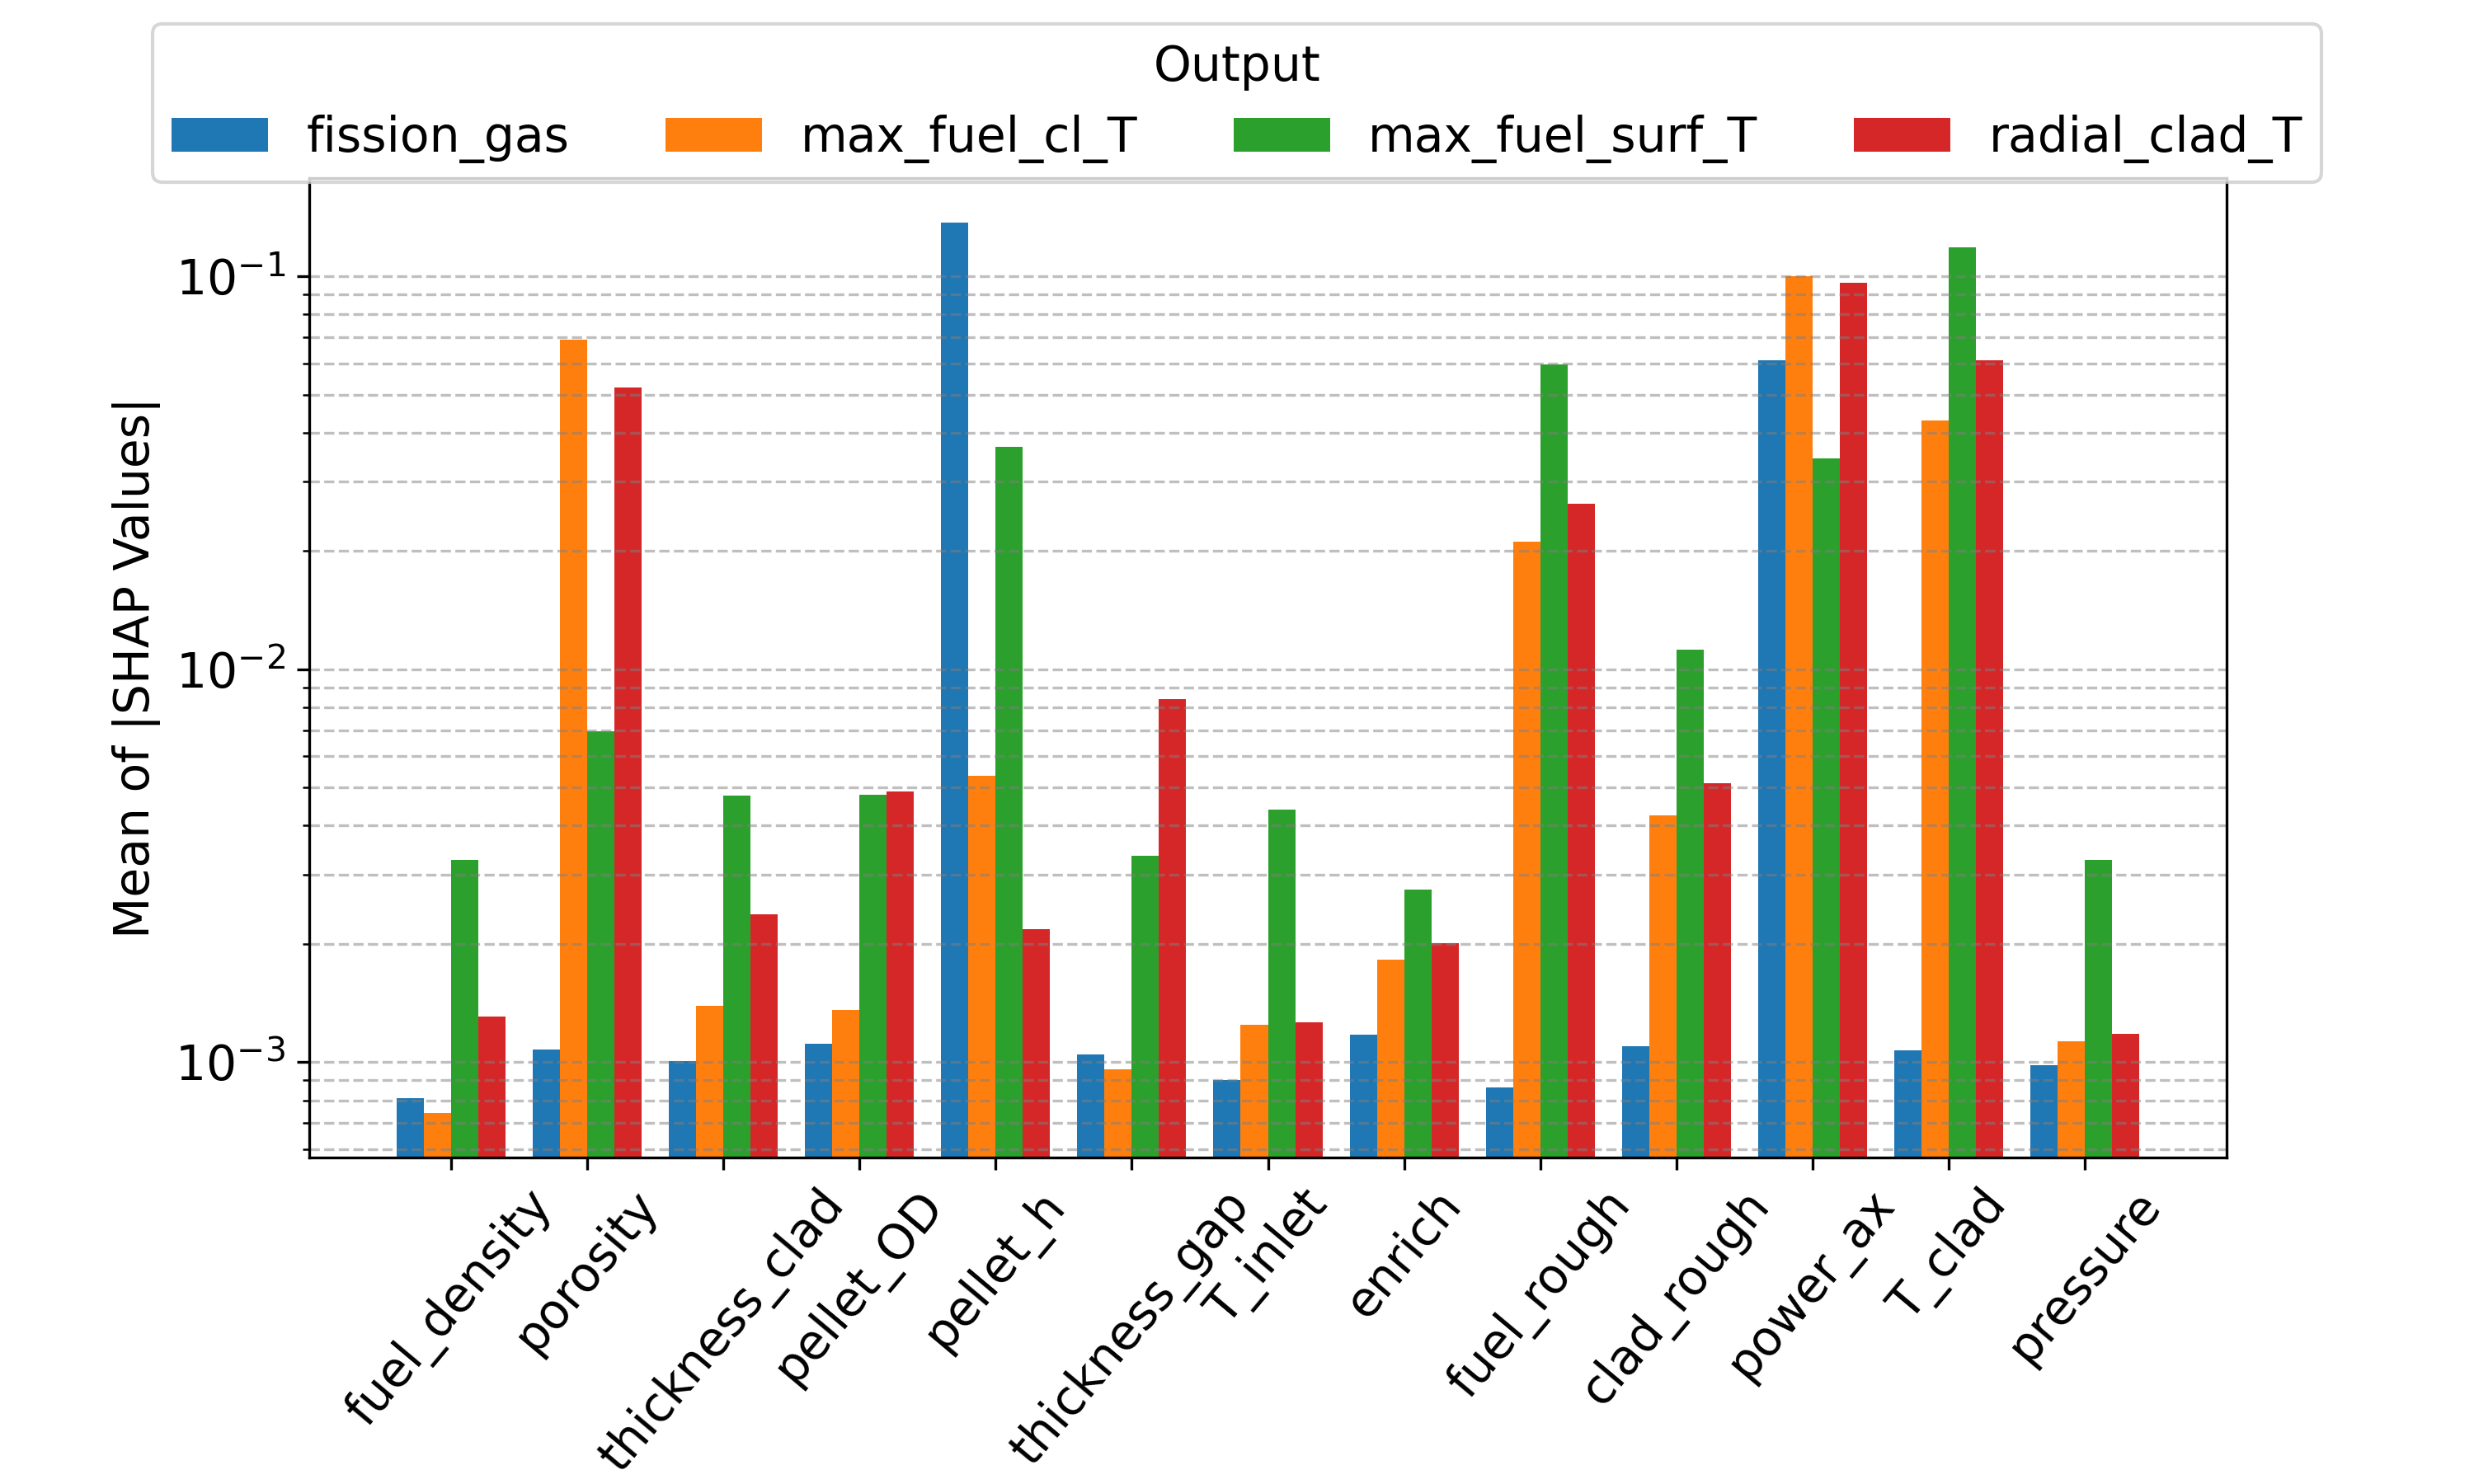 Output
fission_gas max_fuel_cl_T max_fuel_surf_T radial_clad_T
Mean of |SHAP Values|
10⁻¹
10⁻²
10⁻³
fuel_density
porosity
thickness_clad
pellet_OD
pellet_h
thickness_gap
T_inlet
enrich
fuel_rough
clad_rough
power_ax
T_clad
pressure